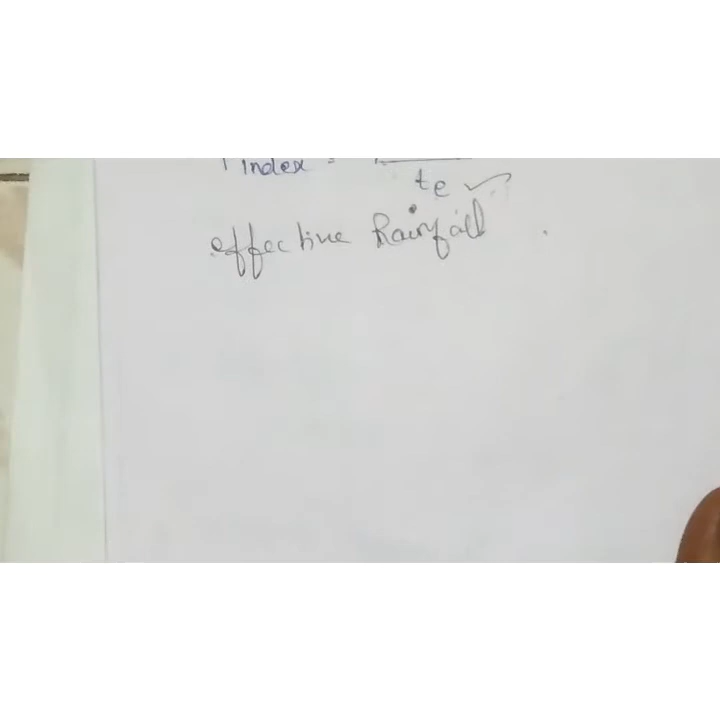 index =
te
effective Rainfall